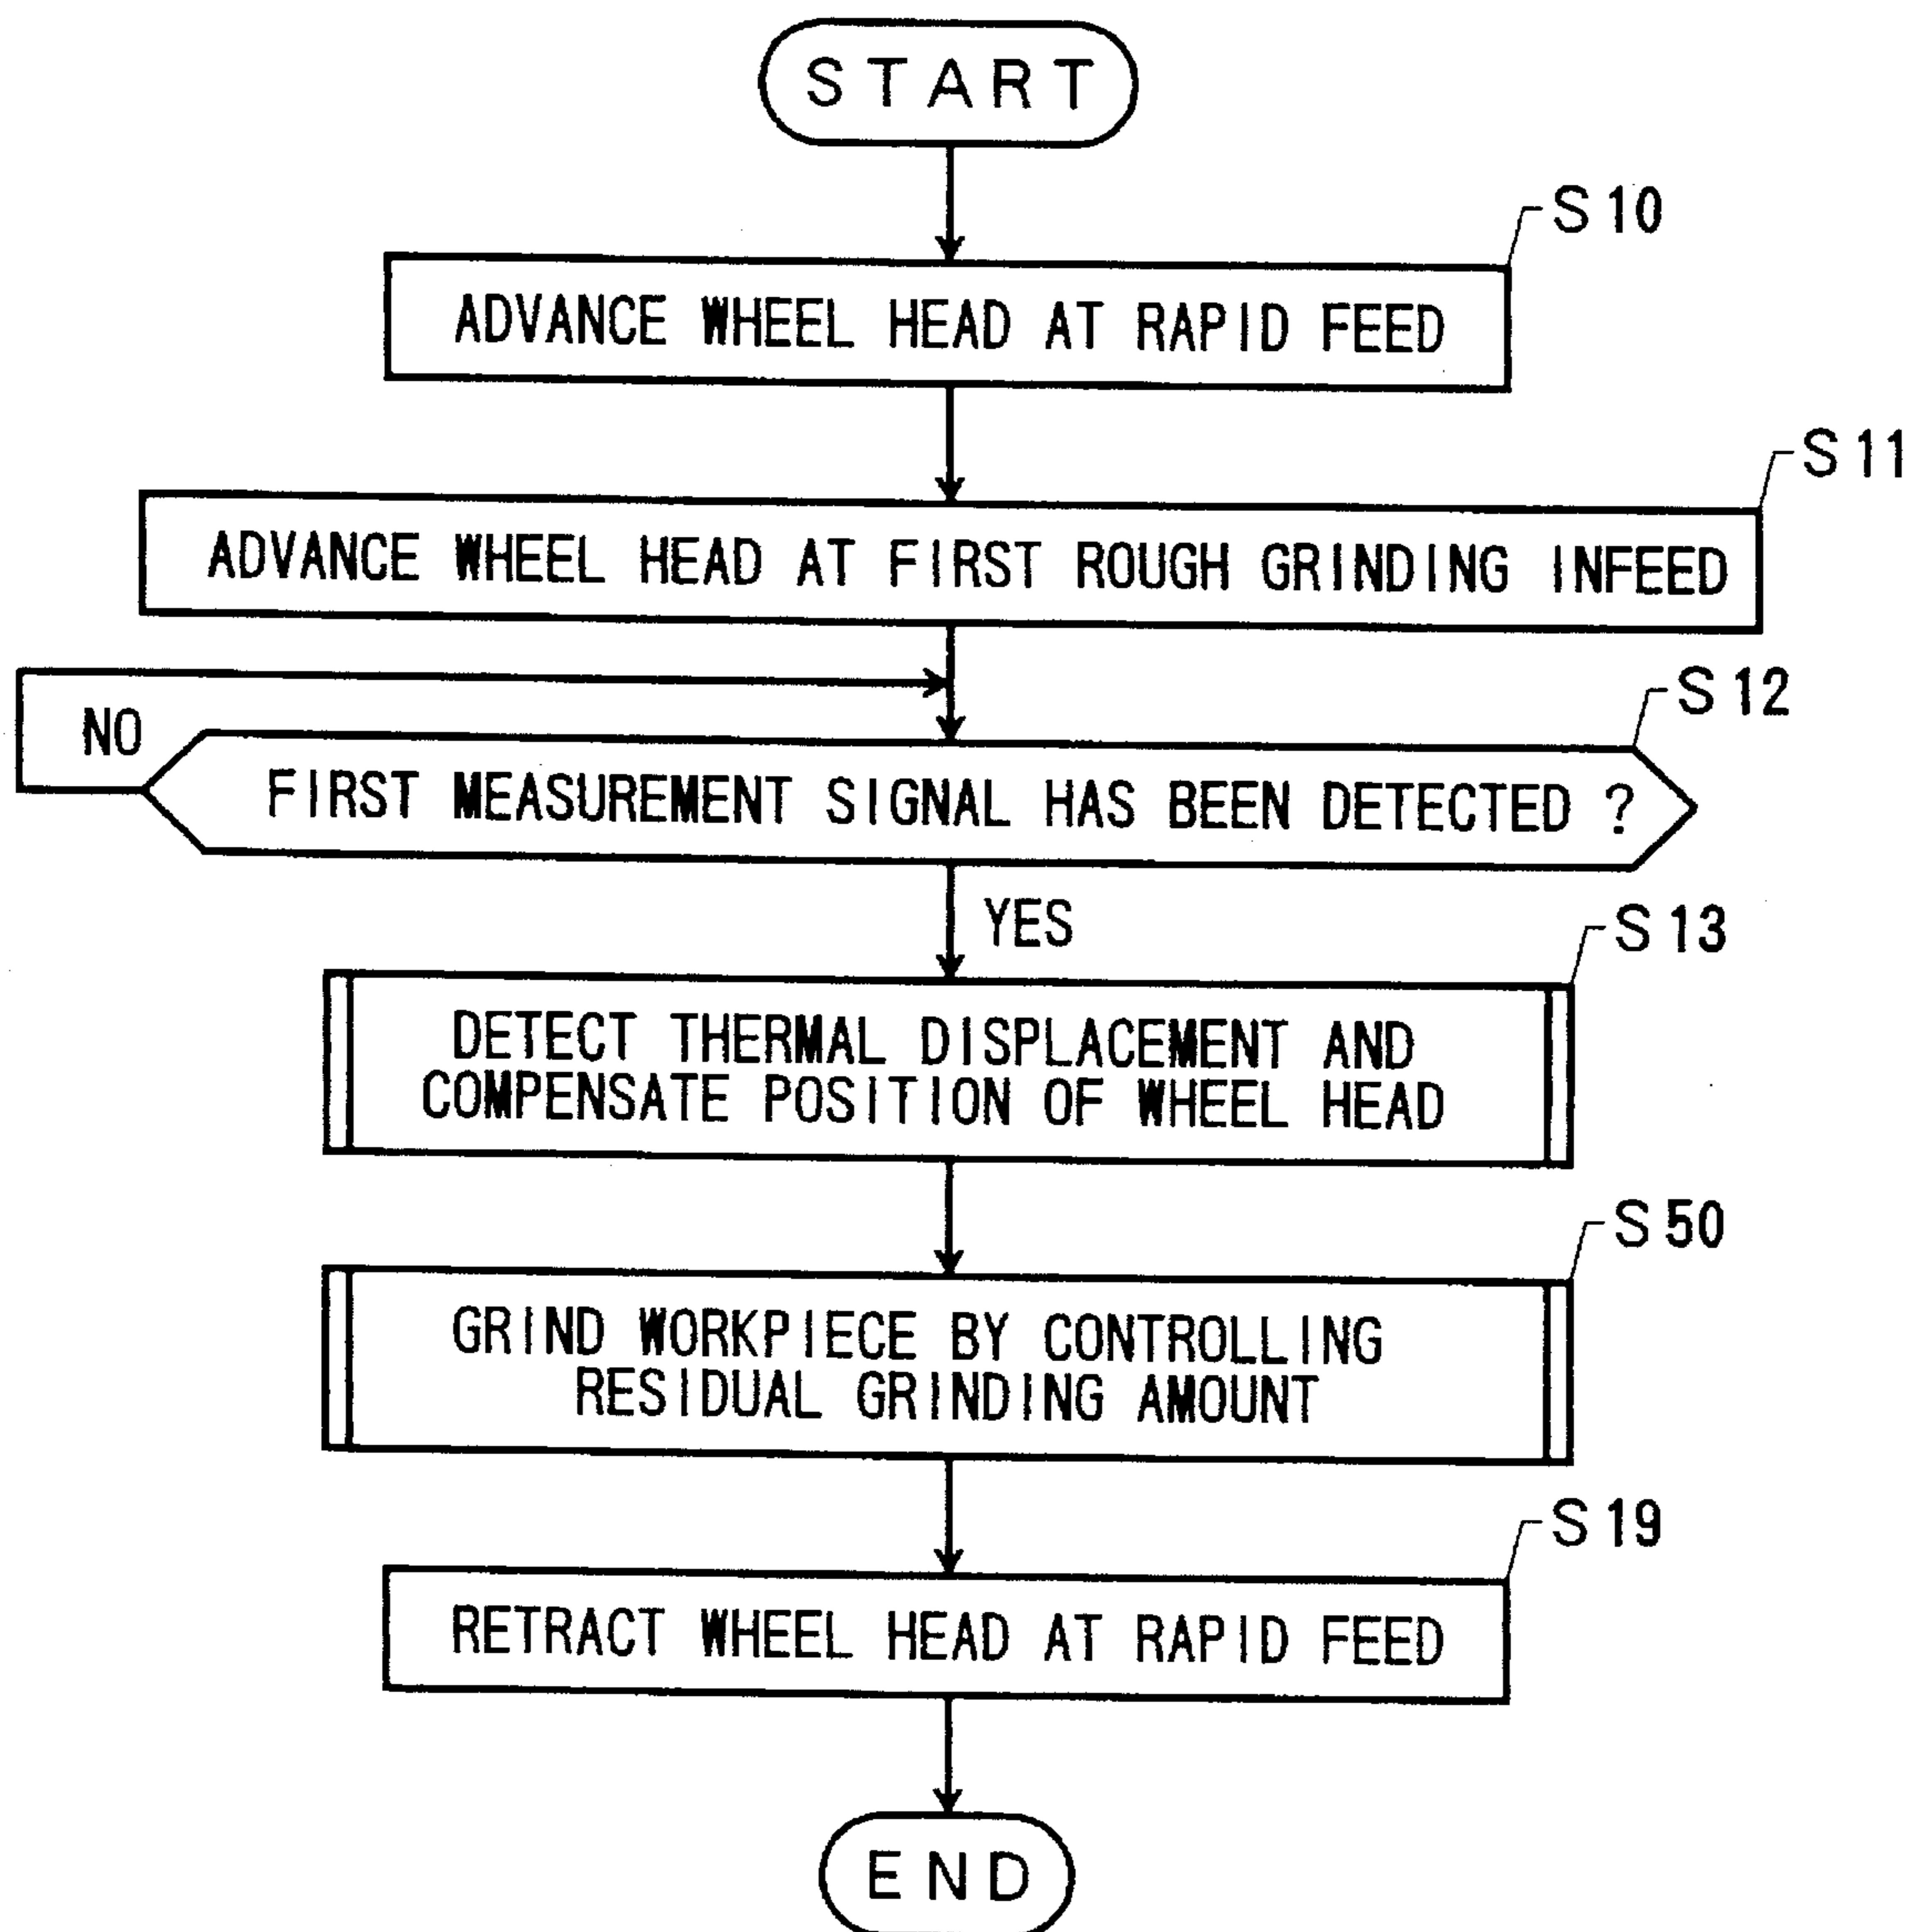 START
S10
ADVANCE WHEEL HEAD AT RAPID FEED
S11
ADVANCE WHEEL HEAD AT FIRST ROUGH GRINDING INFEED
S12
NO
FIRST MEASUREMENT SIGNAL HAS BEEN DETECTED ?
YES
S13
DETECT THERMAL DISPLACEMENT AND
COMPENSATE POSITION OF WHEEL HEAD
S50
GRIND WORKPIECE BY CONTROLLING
RESIDUAL GRINDING AMOUNT
S19
RETRACT WHEEL HEAD AT RAPID FEED
END